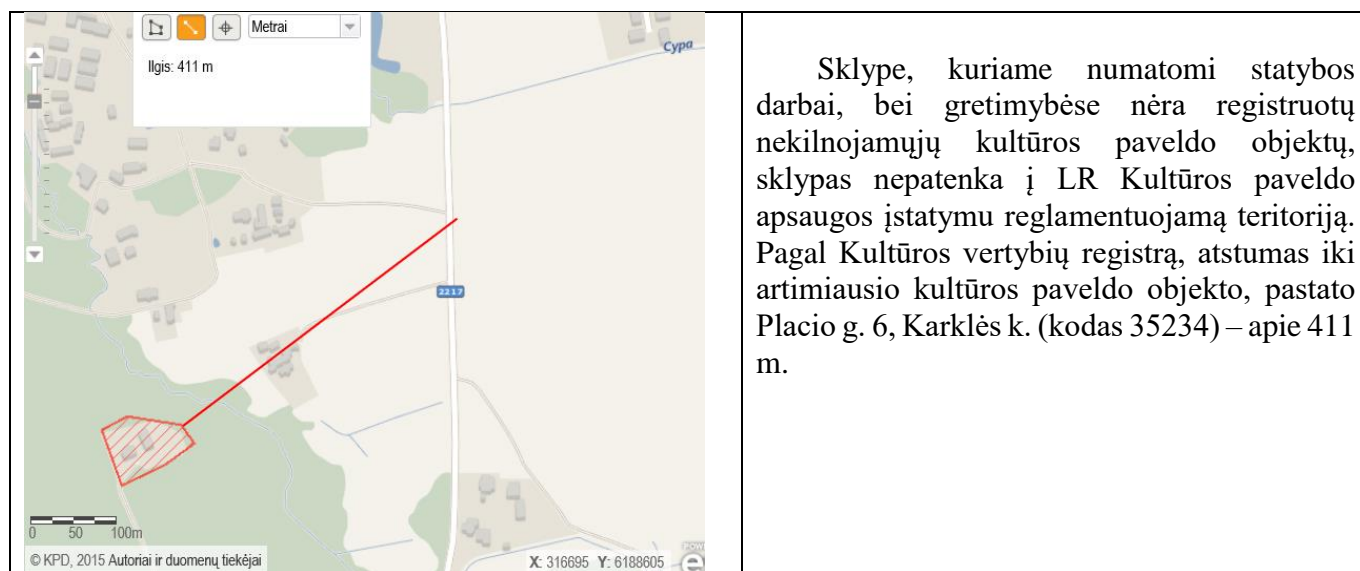 Metrai
Ilgis: 411 m
Cypa
2217
0 50 100m
© KPD, 2015 Autoriai ir duomenų tiekėjai
X: 316695 Y: 6188605
Sklype, kuriame numatomi statybos
darbai, bei gretimybėse nėra registruotų
nekilnojamųjų kultūros paveldo objektų,
sklypas nepatenka į LR Kultūros paveldo
apsaugos įstatymu reglamentuojamą teritoriją.
Pagal Kultūros vertybių registrą, atstumas iki
artimiausio kultūros paveldo objekto, pastato
Placio g. 6, Karklės k. (kodas 35234) – apie 411
m.